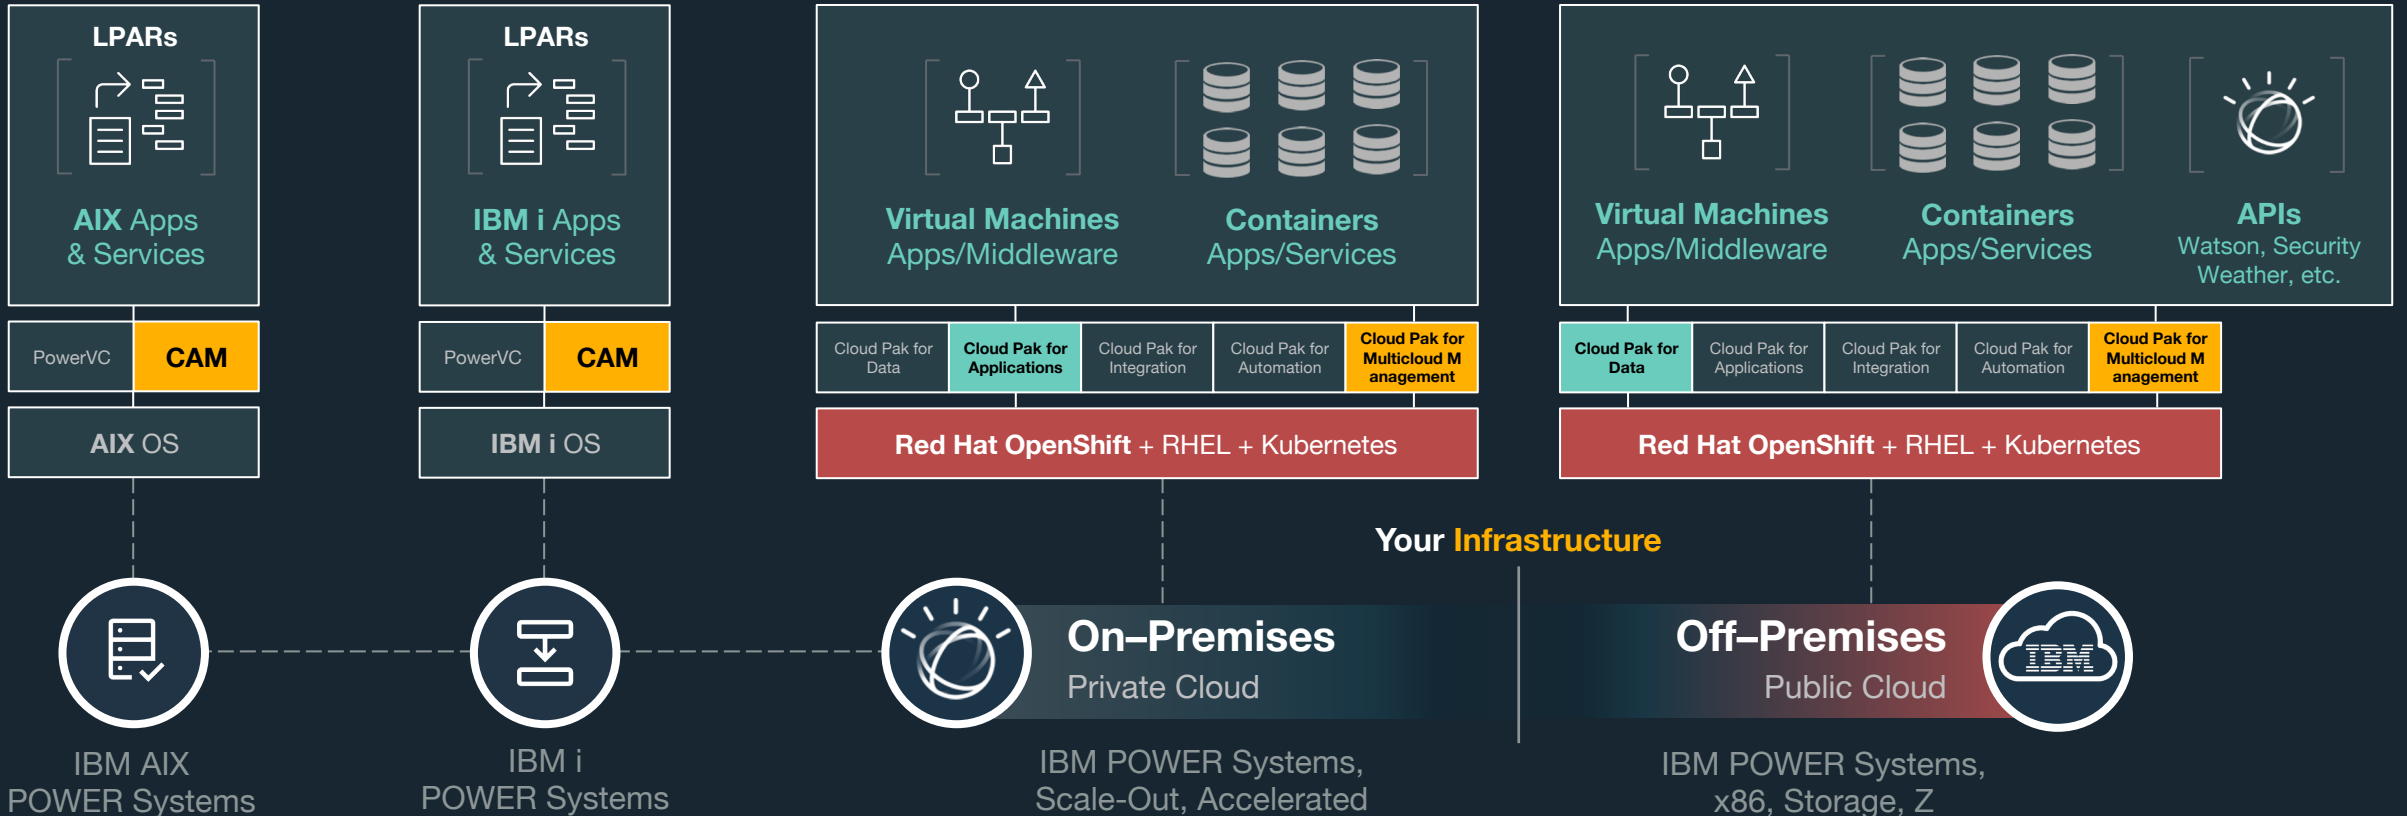 LPARs
AIX Apps
& Services
PowerVC
CAM
AIX OS
IBM AIX
POWER Systems
LPARs
IBM i Apps
& Services
PowerVC
CAM
IBM i OS
IBM i
POWER Systems
Virtual Machines
Apps/Middleware
Containers
Apps/Services
Cloud Pak for
Data
Cloud Pak for
Applications
Cloud Pak for
Integration
Cloud Pak for
Automation
Cloud Pak for
Multicloud M
anagement
Red Hat OpenShift + RHEL + Kubernetes
Virtual Machines
Apps/Middleware
Containers
Apps/Services
APIs
Watson, Security
Weather, etc.
Cloud Pak for
Data
Cloud Pak for
Applications
Cloud Pak for
Integration
Cloud Pak for
Automation
Cloud Pak for
Multicloud M
anagement
Red Hat OpenShift + RHEL + Kubernetes
Your Infrastructure
On–Premises
Private Cloud
IBM POWER Systems,
Scale-Out, Accelerated
Off–Premises
Public Cloud
IBM
IBM POWER Systems,
x86, Storage, Z